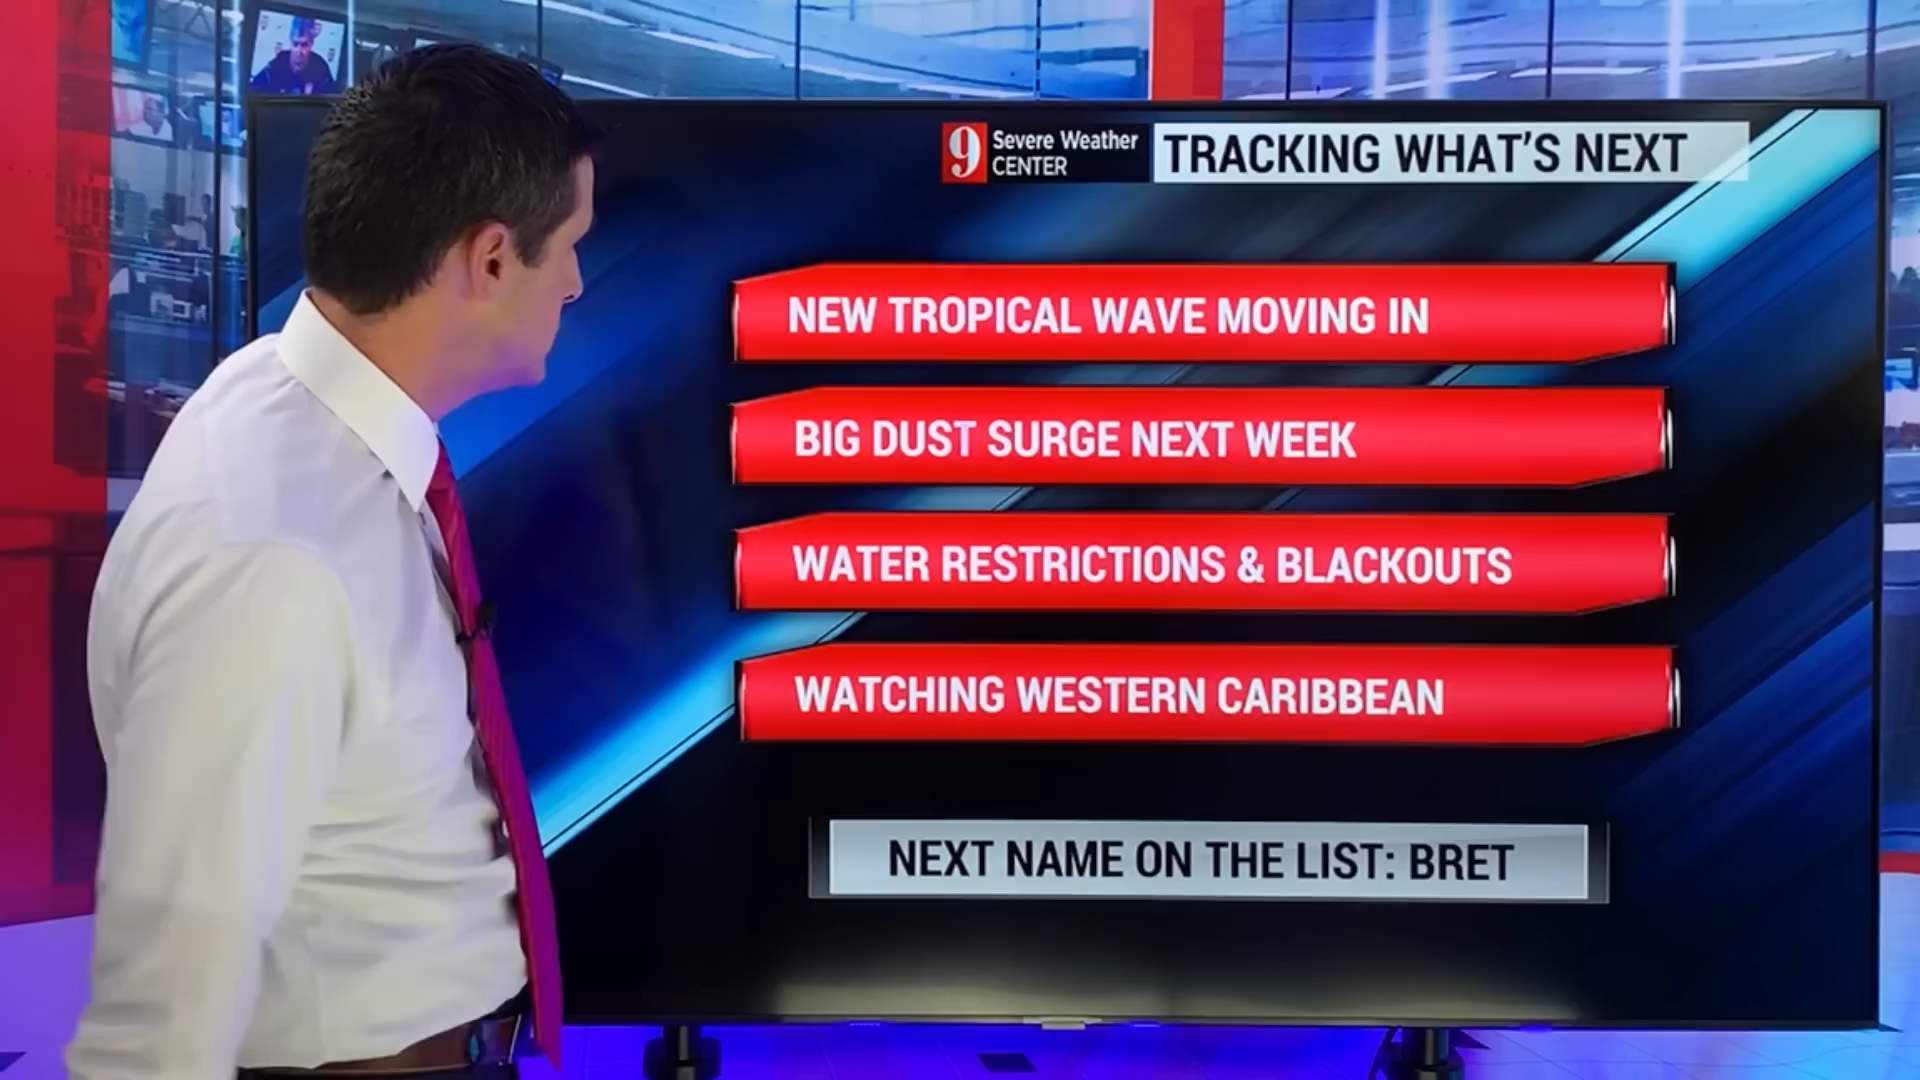 9 Severe Weather CENTER
TRACKING WHAT'S NEXT
NEW TROPICAL WAVE MOVING IN
BIG DUST SURGE NEXT WEEK
WATER RESTRICTIONS & BLACKOUTS
WATCHING WESTERN CARIBBEAN
NEXT NAME ON THE LIST: BRET